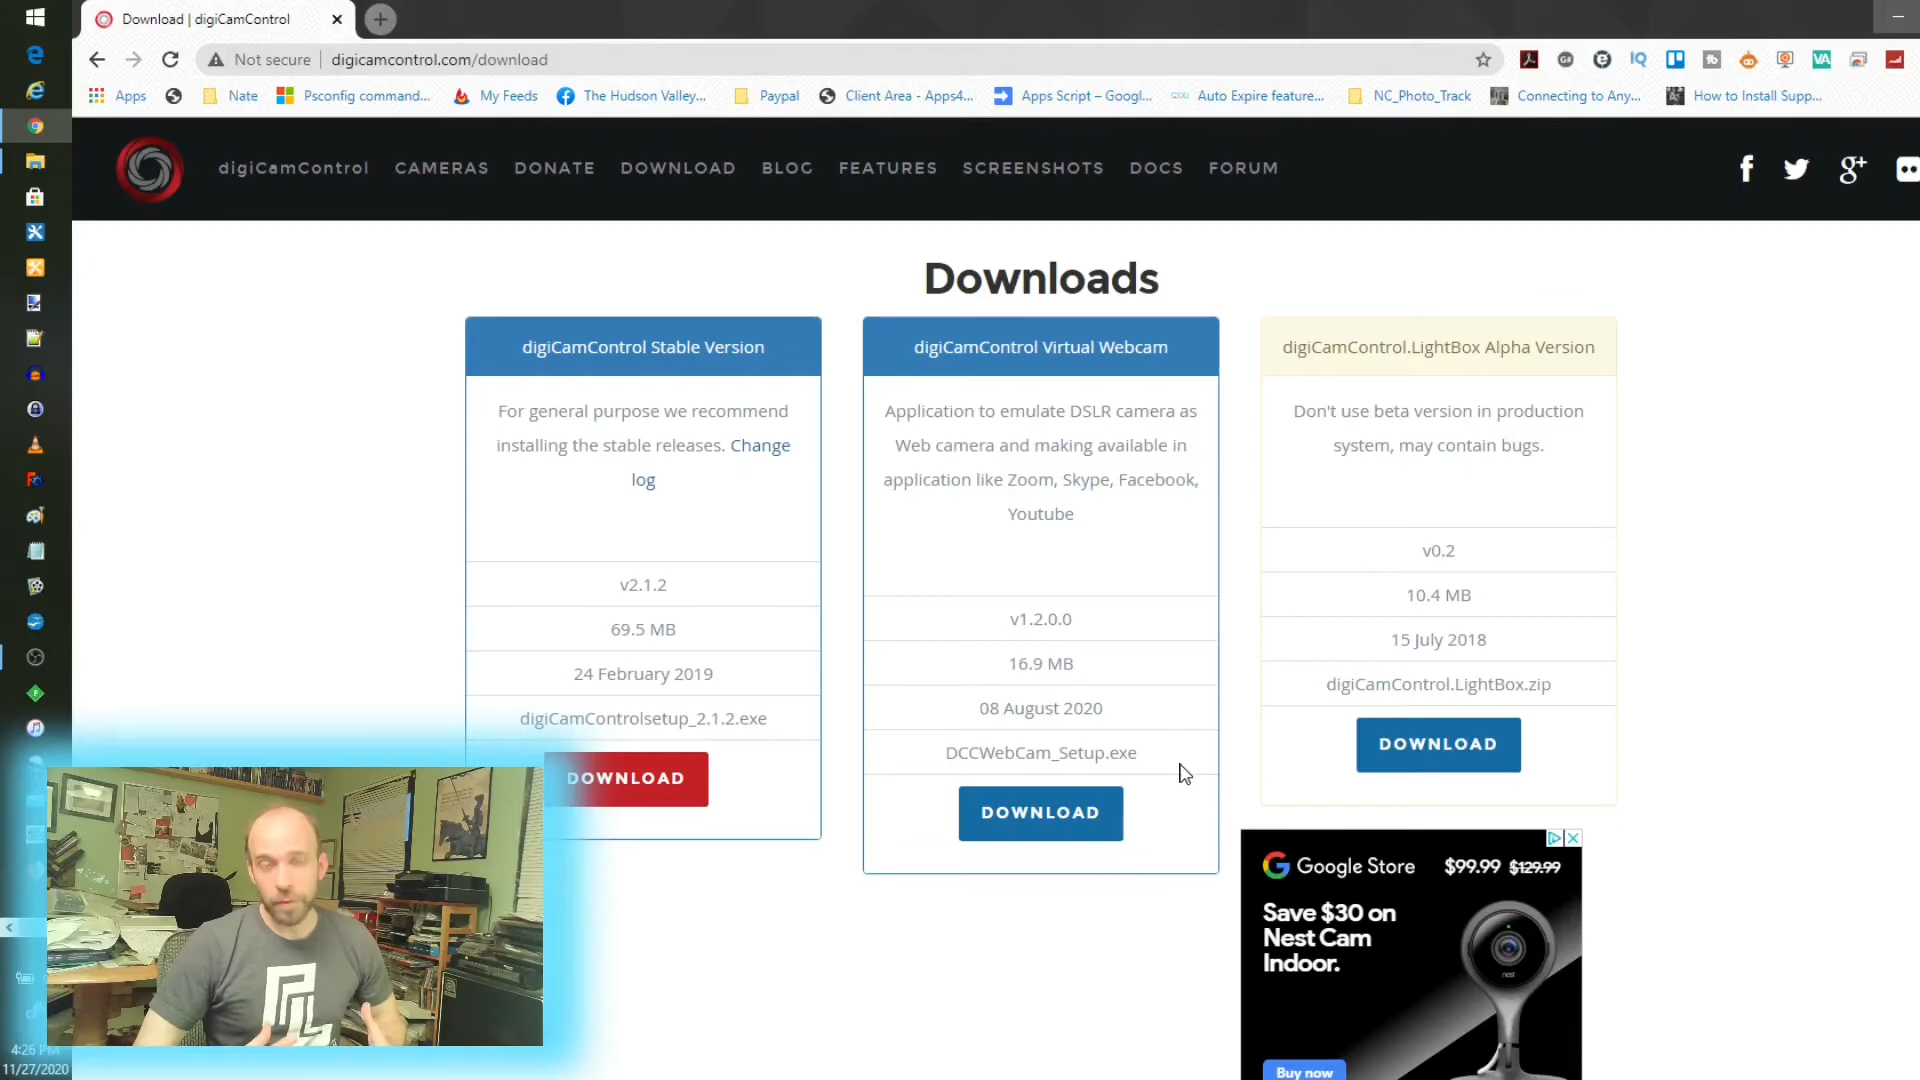 Download | digiCamControl
Not secure | digicamcontrol.com/download
Apps
Nate
Psconfig command...
My Feeds
The Hudson Valley...
Paypal
Client Area - Apps4...
Apps Script – Googl...
Auto Expire feature...
NC_Photo_Track
Connecting to Any...
How to Install Supp...
digiCamControl CAMERAS DONATE DOWNLOAD BLOG FEATURES SCREENSHOTS DOCS FORUM
Downloads
digiCamControl Stable Version
For general purpose we recommend
installing the stable releases. Change
log
v2.1.2
69.5 MB
24 February 2019
digiCamControlsetup_2.1.2.exe
DOWNLOAD
digiCamControl Virtual Webcam
Application to emulate DSLR camera as
Web camera and making available in
application like Zoom, Skype, Facebook,
Youtube
v1.2.0.0
16.9 MB
08 August 2020
DCCWebCam_Setup.exe
DOWNLOAD
digiCamControl.LightBox Alpha Version
Don't use beta version in production
system, may contain bugs.
v0.2
10.4 MB
15 July 2018
digiCamControl.LightBox.zip
DOWNLOAD
Google Store $99.99 $129.99
Save $30 on
Nest Cam
Indoor.
nest
Buy now
4:26 PM
11/27/2020